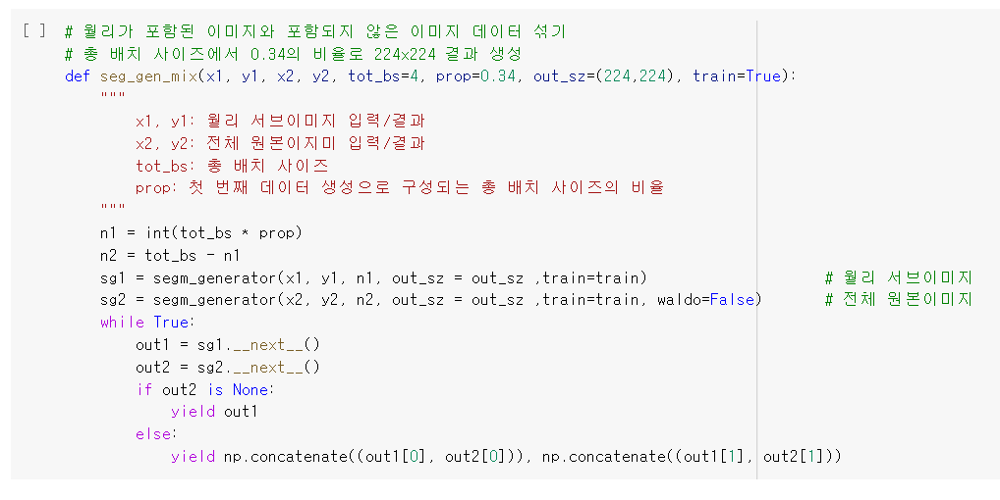 [ ] # 월리가 포함된 이미지와 포함되지 않은 이미지 데이터 섞기
# 총 배치 사이즈에서 0.34의 비율로 224x224 결과 생성
def seg_gen_mix(x1, y1, x2, y2, tot_bs=4, prop=0.34, out_sz=(224,224), train=True):
"""
x1, y1: 월리 서브이미지 입력/결과
x2, y2: 전체 원본이지미 입력/결과
tot_bs: 총 배치 사이즈
prop: 첫 번째 데이터 생성으로 구성되는 총 배치 사이즈의 비율
"""
n1 = int(tot_bs * prop)
n2 = tot_bs - n1
sg1 = segm_generator(x1, y1, n1, out_sz = out_sz ,train=train) # 월리 서브이미지
sg2 = segm_generator(x2, y2, n2, out_sz = out_sz ,train=train, waldo=False) # 전체 원본이미지
while True:
out1 = sg1.__next__()
out2 = sg2.__next__()
if out2 is None:
yield out1
else:
yield np.concatenate((out1[0], out2[0])), np.concatenate((out1[1], out2[1]))